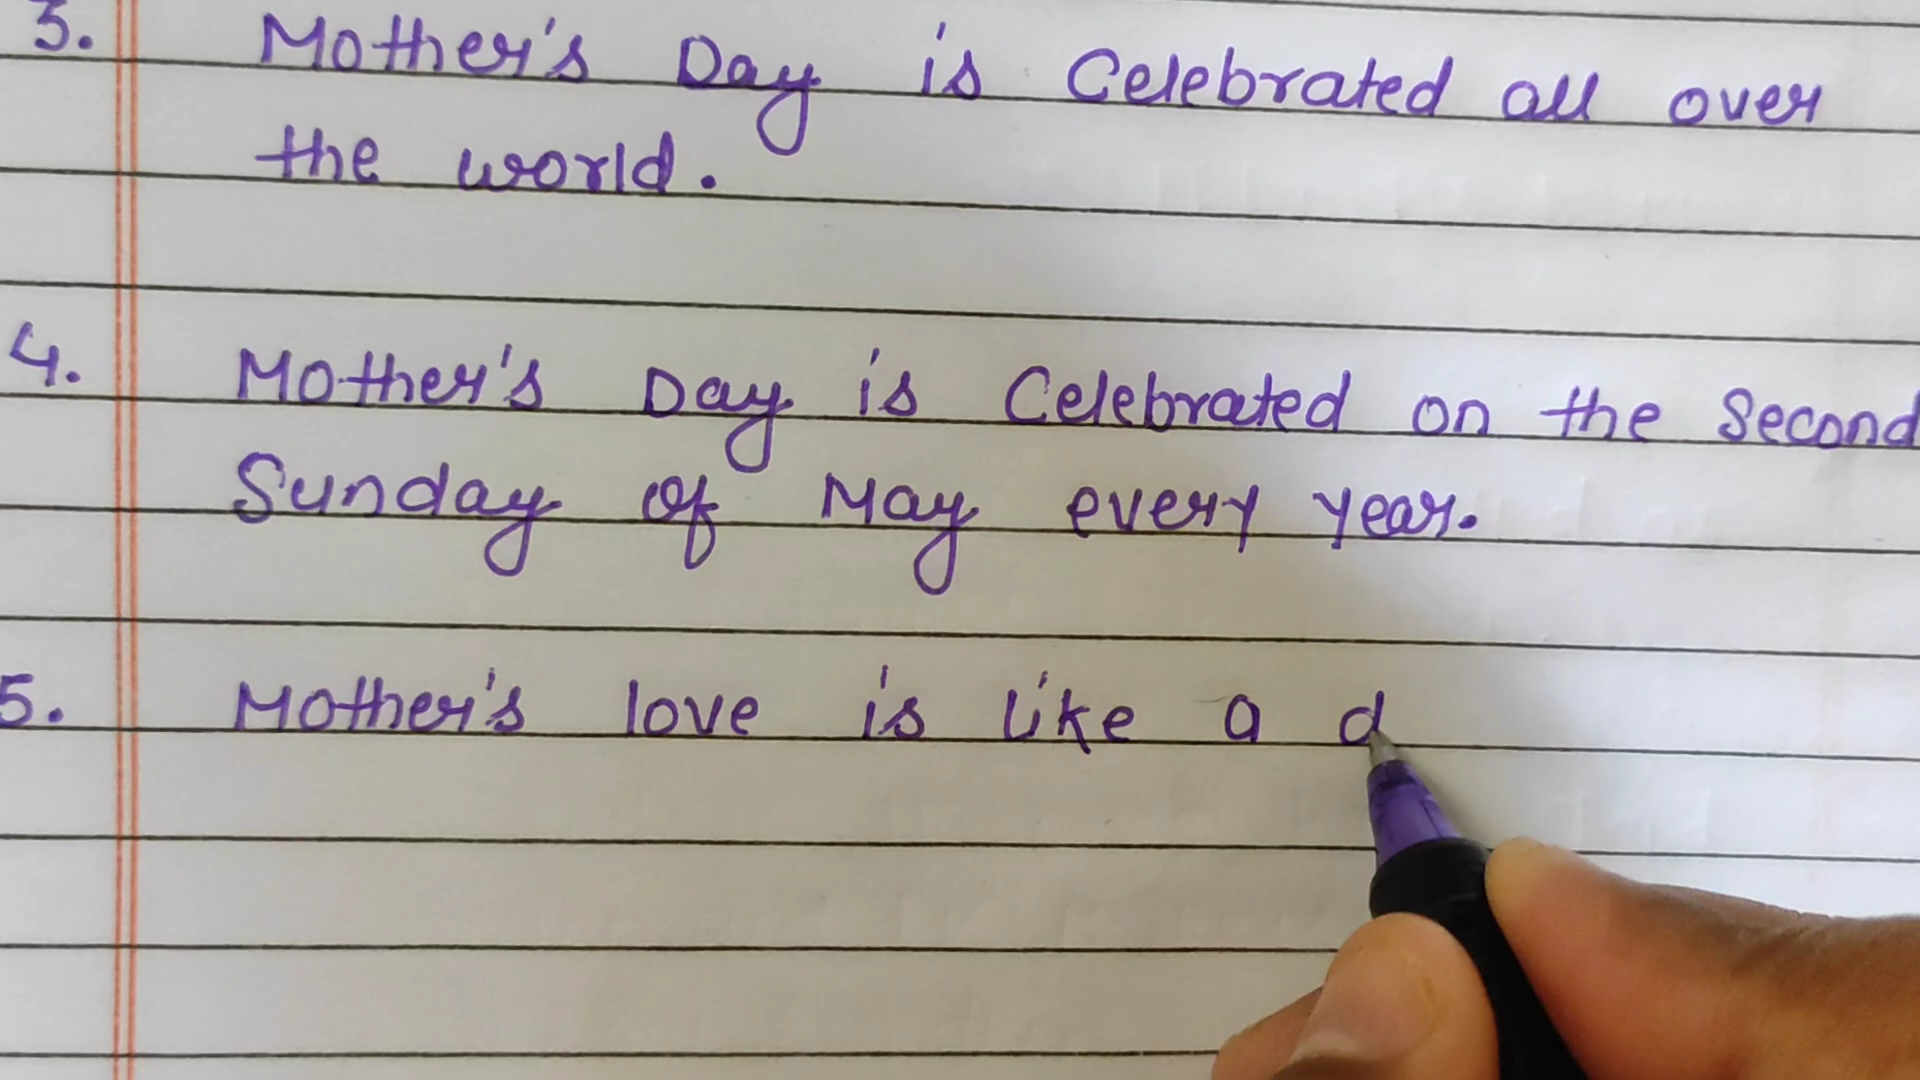 3. Mother's Day is Celebrated all over
the world.
4. Mother's Day is Celebrated on the Second
Sunday of May every year.
5. Mother's love is like a d